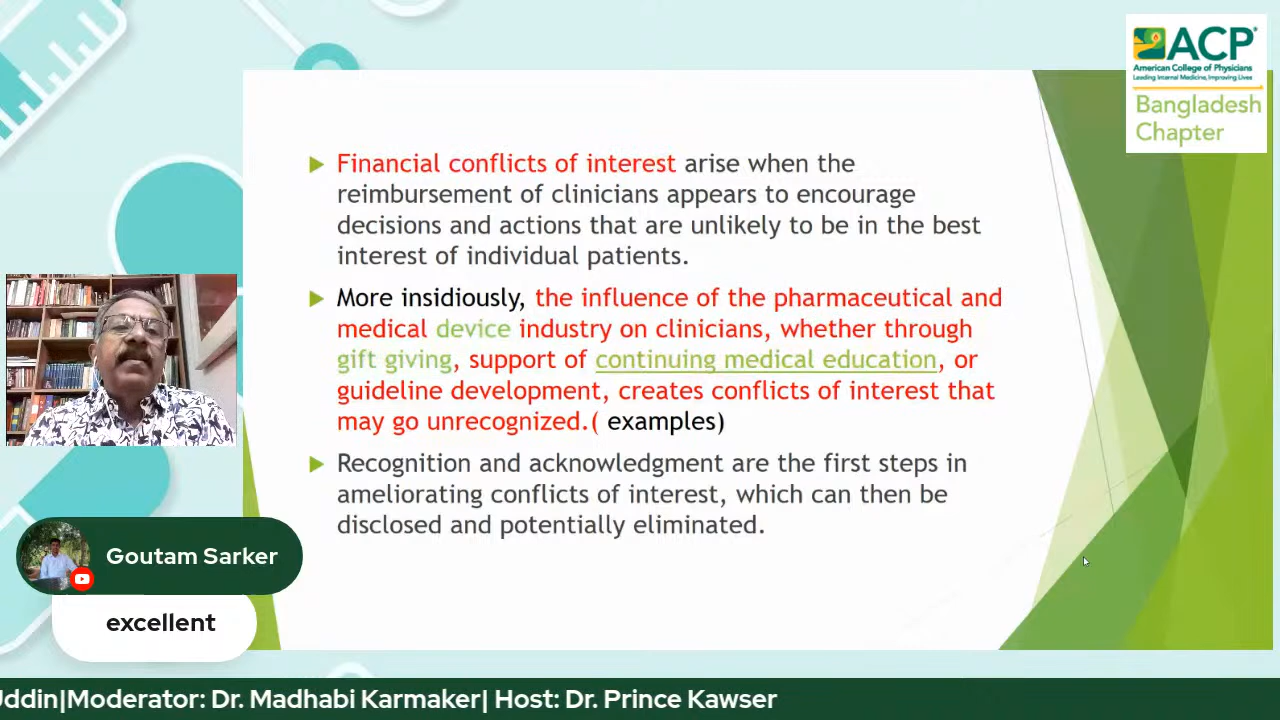 ACP
American College of Physicians
Leading Internal Medicine, Improving Lives
Bangladesh
Chapter
Financial conflicts of interest arise when the
reimbursement of clinicians appears to encourage
decisions and actions that are unlikely to be in the best
interest of individual patients.
More insidiously, the influence of the pharmaceutical and
medical device industry on clinicians, whether through
gift giving, support of continuing medical education, or
guideline development, creates conflicts of interest that
may go unrecognized.( examples)
Recognition and acknowledgment are the first steps in
ameliorating conflicts of interest, which can then be
disclosed and potentially eliminated.
Goutam Sarker
excellent
Uddin|Moderator: Dr. Madhabi Karmaker| Host: Dr. Prince Kawser